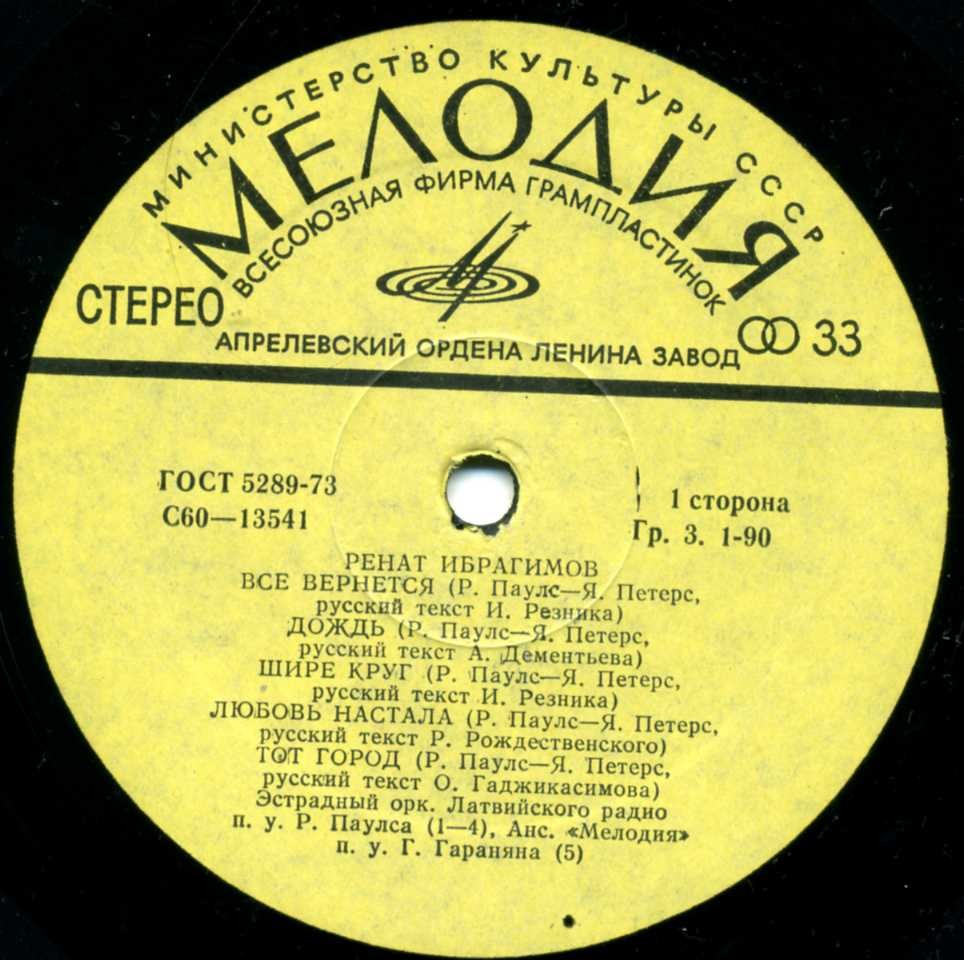 МИНИСТЕРСТВО КУЛЬТУРЫ СССР
МЕЛОДИЯ
ВСЕСОЮЗНАЯ ФИРМА ГРАМПЛАСТИНОК
СТЕРЕО
33
АПРЕЛЕВСКИЙ ОРДЕНА ЛЕНИНА ЗАВОД
ГОСТ 5289-73
С60—13541
1 сторона
Гр. 3. 1-90
РЕНАТ ИБРАГИМОВ
ВСЕ ВЕРНЕТСЯ (Р. Паулс—Я. Петерс,
русский текст И. Резника)
ДОЖДЬ (Р. Паулс—Я. Петерс,
русский текст А. Дементьева)
ШИРЕ КРУГ (Р. Паулс—Я. Петерс,
русский текст И. Резника)
ЛЮБОВЬ НАСТАЛА (Р. Паулс—Я. Петерс,
русский текст Р. Рождественского)
ТОТ ГОРОД (Р. Паулс—Я. Петерс,
русский текст О. Гаджикасимова)
Эстрадный орк. Латвийского радио
п. у. Р. Паулса (1—4), Анс. «Мелодия»
п. у. Г. Гараняна (5)